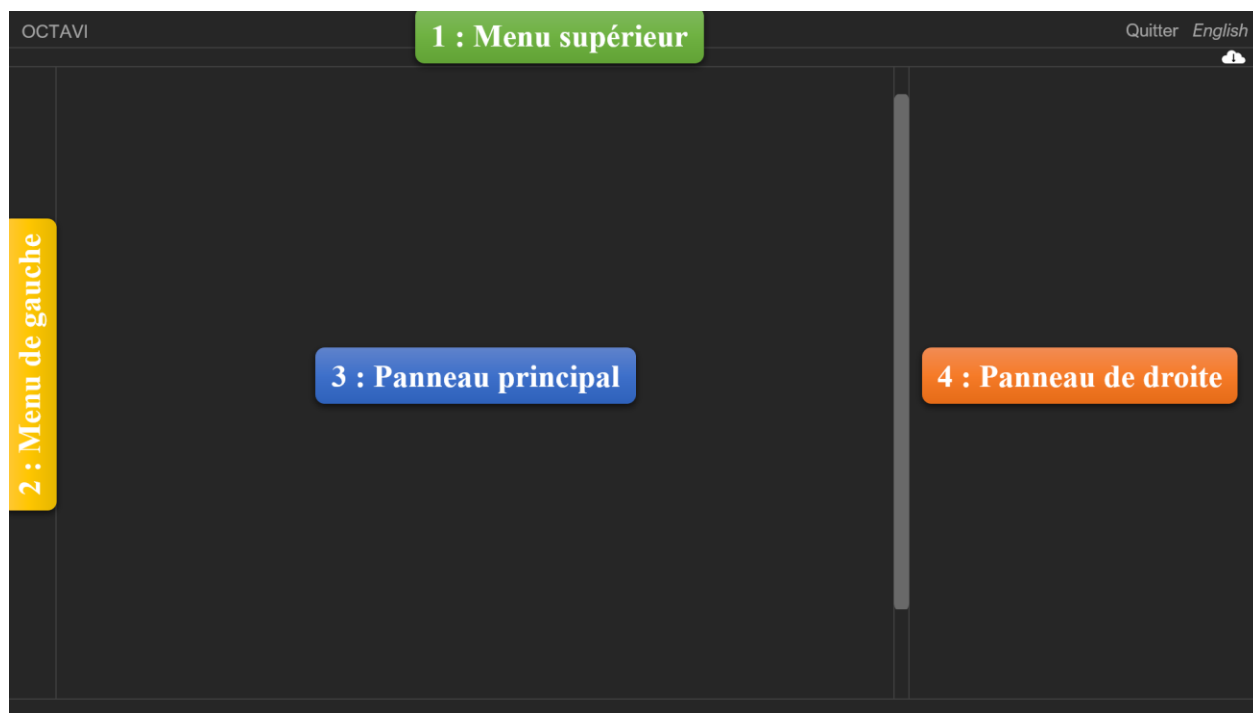 OCTAVI
1 : Menu supérieur
Quitter English
2 : Menu de gauche
3 : Panneau principal
4 : Panneau de droite